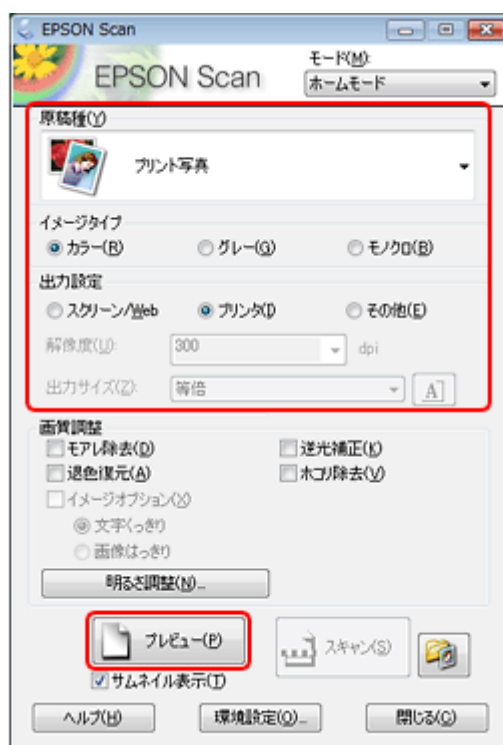 EPSON Scan
EPSON Scan
モード(M):
ホームモード
原稿種(Y)
プリント写真
イメージタイプ
カラー(R)
グレー(G)
モノクロ(B)
出力設定
スクリーン/Web
プリンタ(I)
その他(E)
解像度(U):
300
dpi
出力サイズ(Z):
等倍
A
画質調整
モアレ除去(D)
逆光補正(K)
退色復元(A)
ホコリ除去(V)
イメージオプション(X)
文字くっきり
画像はっきり
明るさ調整(N)...
プレビュー(P)
スキャン(S)
サムネイル表示(T)
ヘルプ(H)
環境設定(O)...
閉じる(C)